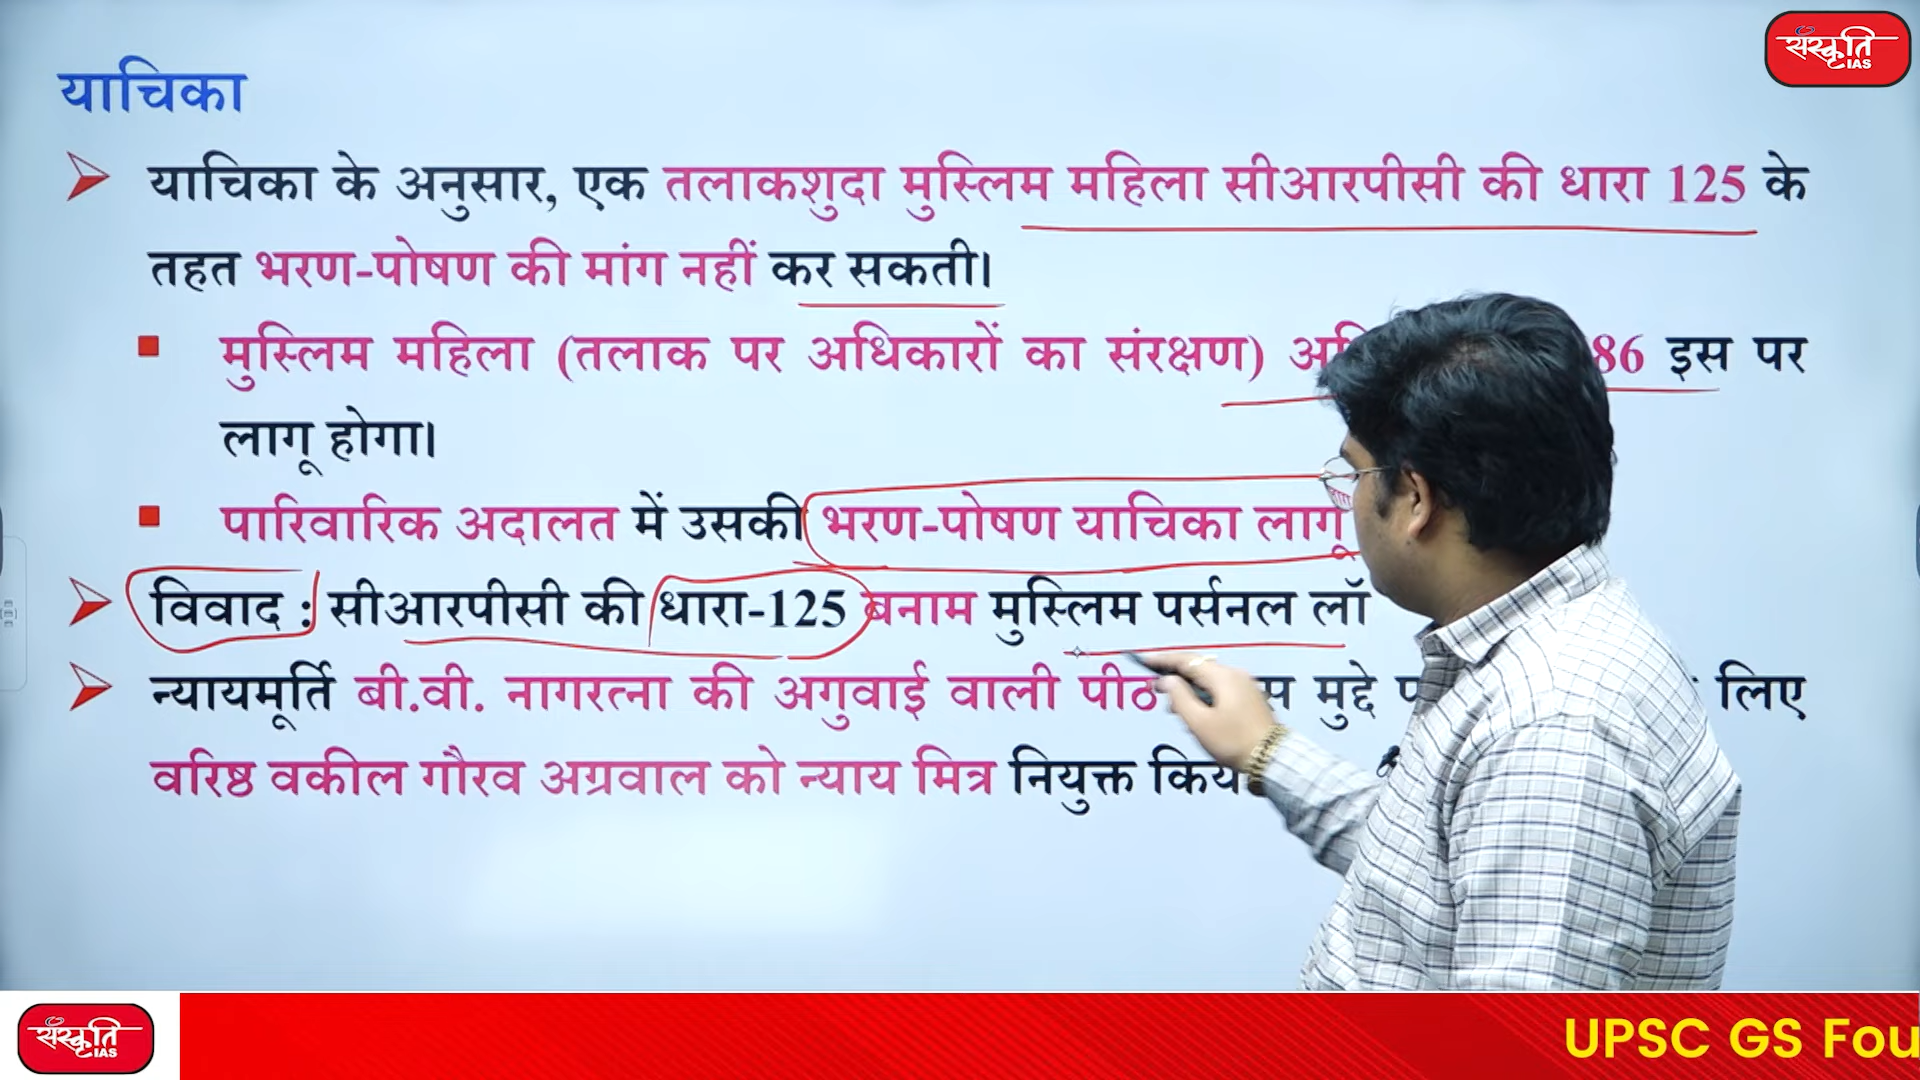 संस्कृति
IAS
याचिका
याचिका के अनुसार, एक तलाकशुदा मुस्लिम महिला सीआरपीसी की धारा 125 के
तहत भरण-पोषण की मांग नहीं कर सकती।
मुस्लिम महिला (तलाक पर अधिकारों का संरक्षण) 86 इस पर
लागू होगा।
पारिवारिक अदालत में उसकी भरण-पोषण याचिका लागू
विवाद : सीआरपीसी की धारा-125 बनाम मुस्लिम पर्सनल लॉ
न्यायमूर्ति बी.वी. नागरत्ना की अगुवाई वाली पीठ मुद्दे लिए
वरिष्ठ वकील गौरव अग्रवाल को न्याय मित्र नियुक्त
संस्कृति
IAS
UPSC GS Fou